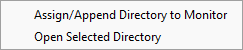 Assign/Append Directory to Monitor
Open Selected Directory